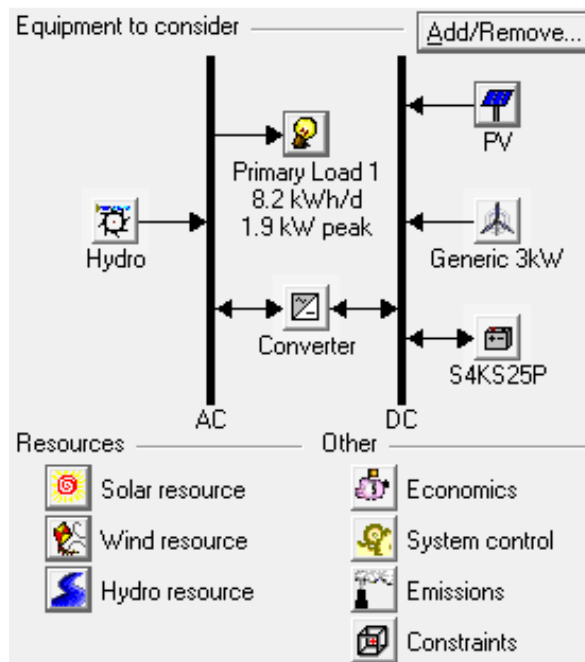 Equipment to consider
Add/Remove...
PV
Primary Load 1
8.2 kWh/d
1.9 kW peak
Hydro
Generic 3kW
Converter
S4KS25P
AC
DC
Resources
Other
Solar resource
Economics
Wind resource
System control
Hydro resource
Emissions
Constraints